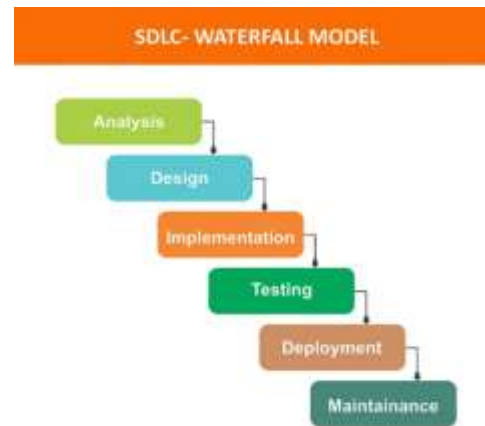 SDLC- WATERFALL MODEL
Analysis
Design
Implementation
Testing
Deployment
Maintainance